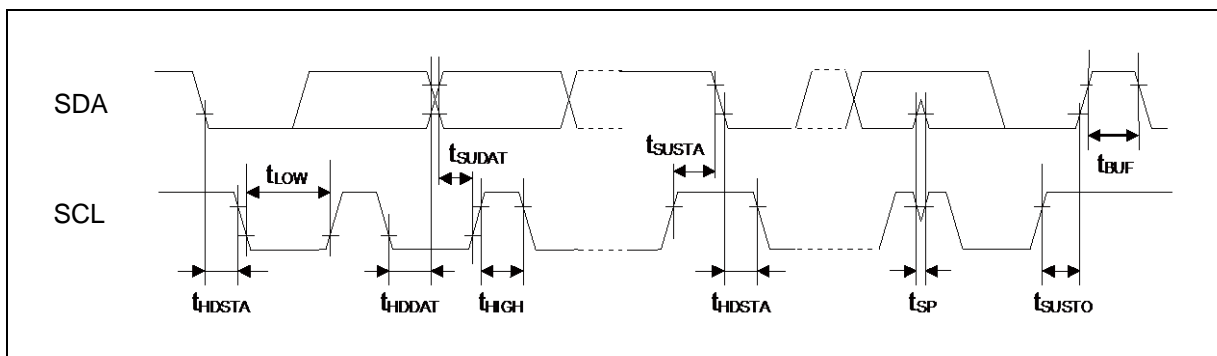 SDA
tSUDAT
tSUSTA
tBUF
tLOW
SCL
tHDSTA
tHDDAT
tHIGH
tHDSTA
tSP
tSUSTO